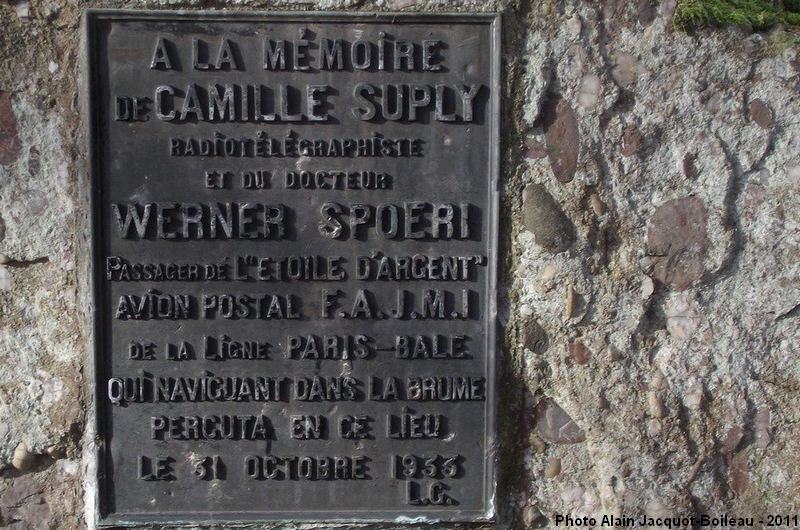 A LA MÉMOIRE
DE CAMILLE SUPLY
RADIOTÉLÉGRAPHISTE
ET DU DOCTEUR
WERNER SPOERI
PASSAGER DE L'"ETOILE D'ARGENT"
AVION POSTAL F.A.J.M.I
DE LA LIGNE PARIS-BALE
QUI NAVIGUANT DANS LA BRUME
PERCUTA EN CE LIEU
LE 31 OCTOBRE 1933
L.G.
Photo Alain Jacquot-Boileau - 2011